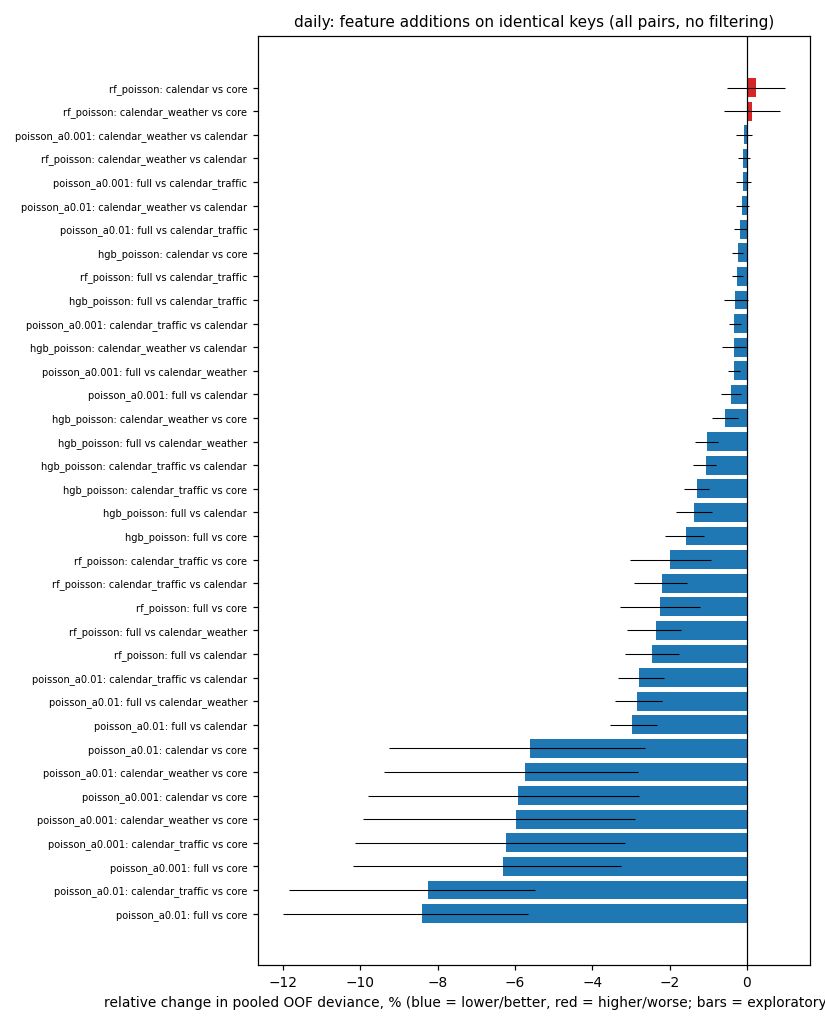 daily: feature additions on identical keys (all pairs, no filtering)
rf_poisson: calendar vs core
rf_poisson: calendar_weather vs core
poisson_a0.001: calendar_weather vs calendar
rf_poisson: calendar_weather vs calendar
poisson_a0.001: full vs calendar_traffic
poisson_a0.01: calendar_weather vs calendar
poisson_a0.01: full vs calendar_traffic
hgb_poisson: calendar vs core
rf_poisson: full vs calendar_traffic
hgb_poisson: full vs calendar_traffic
poisson_a0.001: calendar_traffic vs calendar
hgb_poisson: calendar_weather vs calendar
poisson_a0.001: full vs calendar_weather
poisson_a0.001: full vs calendar
hgb_poisson: calendar_weather vs core
hgb_poisson: full vs calendar_weather
hgb_poisson: calendar_traffic vs calendar
hgb_poisson: calendar_traffic vs core
hgb_poisson: full vs calendar
hgb_poisson: full vs core
rf_poisson: calendar_traffic vs core
rf_poisson: calendar_traffic vs calendar
rf_poisson: full vs core
rf_poisson: full vs calendar_weather
rf_poisson: full vs calendar
poisson_a0.01: calendar_traffic vs calendar
poisson_a0.01: full vs calendar_weather
poisson_a0.01: full vs calendar
poisson_a0.01: calendar vs core
poisson_a0.01: calendar_weather vs core
poisson_a0.001: calendar vs core
poisson_a0.001: calendar_weather vs core
poisson_a0.001: calendar_traffic vs core
poisson_a0.001: full vs core
poisson_a0.01: calendar_traffic vs core
poisson_a0.01: full vs core
−12 −10 −8 −6 −4 −2 0
relative change in pooled OOF deviance, % (blue = lower/better, red = higher/worse; bars = exploratory